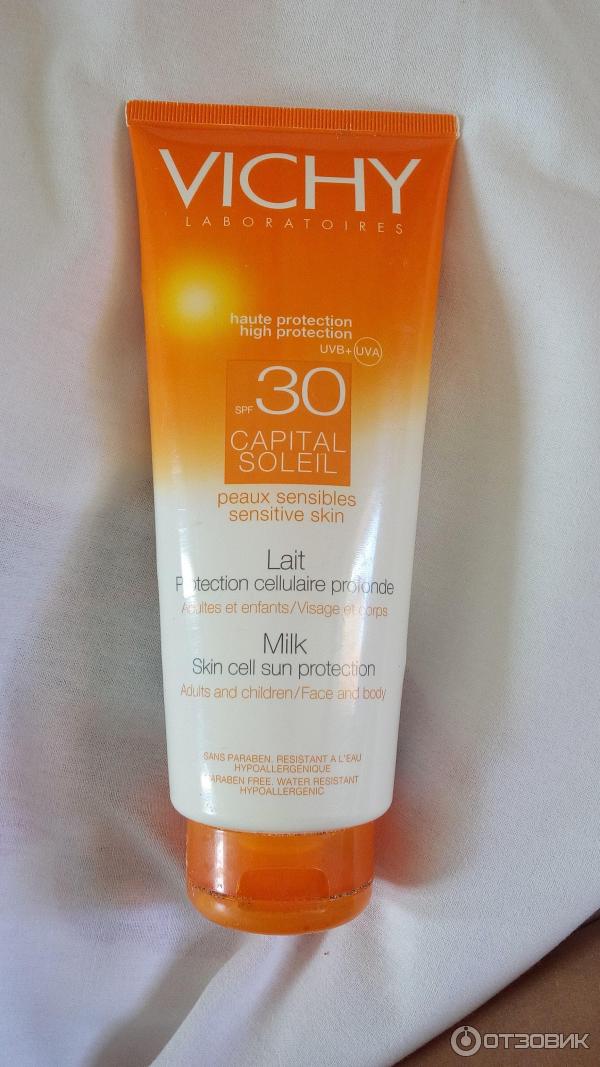 VICHY
LABORATOIRES
haute protection
high protection
UVB+ UVA
SPF 30
CAPITAL
SOLEIL
peaux sensibles
sensitive skin
Lait
Protection cellulaire profonde
Adultes et enfants/Visage et corps
Milk
Skin cell sun protection
Adults and children/Face and body
SANS PARABEN. RESISTANT A L'EAU
HYPOALLERGÉNIQUE
PARABEN FREE. WATER RESISTANT
HYPOALLERGENIC
ОТЗОВИК